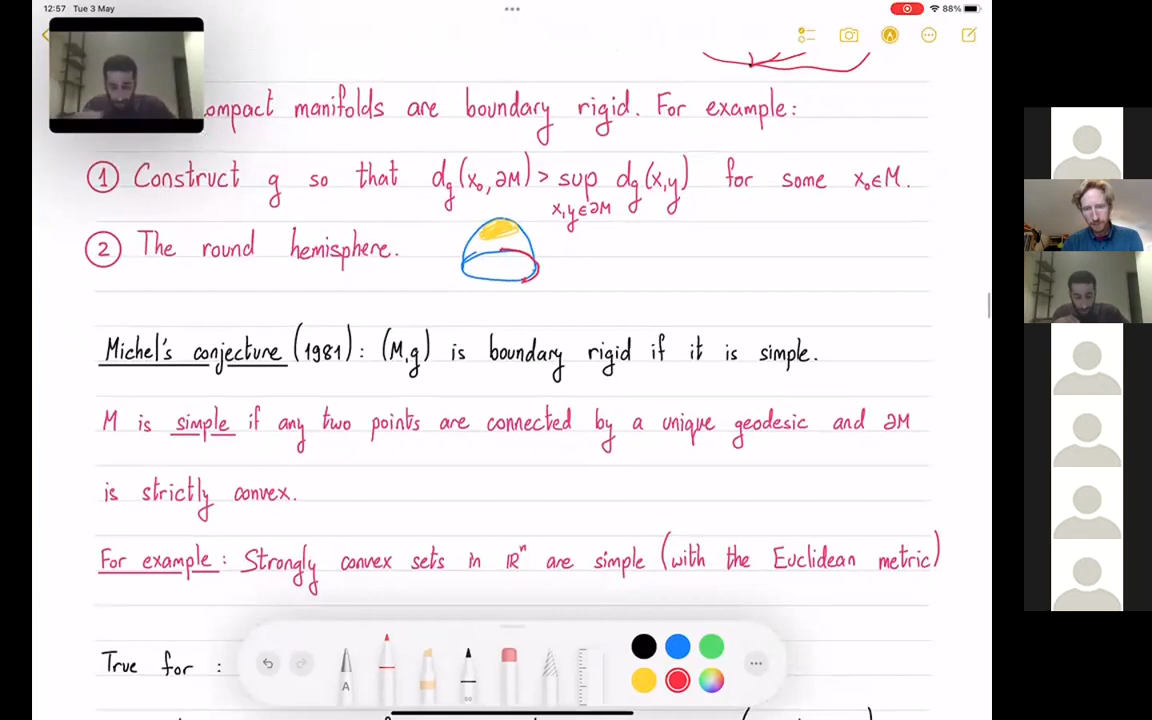 12:57 Tue 3 May
88%
compact manifolds are boundary rigid. For example:
① Construct g so that d_g(x₀, ∂M) > sup d_g(x,y) for some x₀∈M.
x,y∈∂M
② The round hemisphere.
Michel's conjecture (1981): (M,g) is boundary rigid if it is simple.
M is simple if any two points are connected by a unique geodesic and ∂M
is strictly convex.
For example: Strongly convex sets in ℝⁿ are simple (with the Euclidean metric)
True for :
A